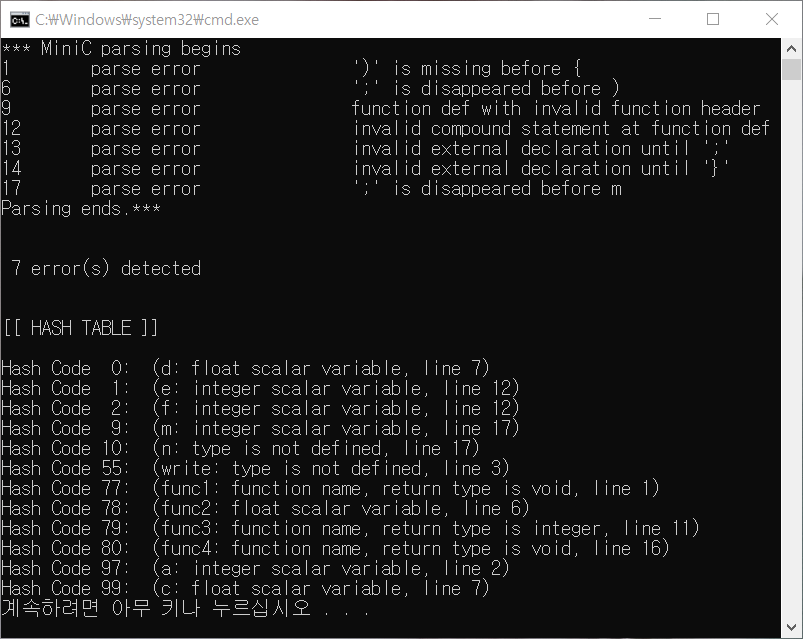 C:₩Windows₩system32₩cmd.exe
*** MiniC parsing begins
1 parse error ')' is missing before {
6 parse error ';' is disappeared before )
9 function def with invalid function header
12 parse error invalid compound statement at function def
13 parse error invalid external declaration until ';'
14 parse error invalid external declaration until '}'
17 parse error ';' is disappeared before m
Parsing ends.***
7 error(s) detected
[[ HASH TABLE ]]
Hash Code 0: (d: float scalar variable, line 7)
Hash Code 1: (e: integer scalar variable, line 12)
Hash Code 2: (f: integer scalar variable, line 12)
Hash Code 9: (m: integer scalar variable, line 17)
Hash Code 10: (n: type is not defined, line 17)
Hash Code 55: (write: type is not defined, line 3)
Hash Code 77: (func1: function name, return type is void, line 1)
Hash Code 78: (func2: float scalar variable, line 6)
Hash Code 79: (func3: function name, return type is integer, line 11)
Hash Code 80: (func4: function name, return type is void, line 16)
Hash Code 97: (a: integer scalar variable, line 2)
Hash Code 99: (c: float scalar variable, line 7)
계속하려면 아무 키나 누르십시오 . . .